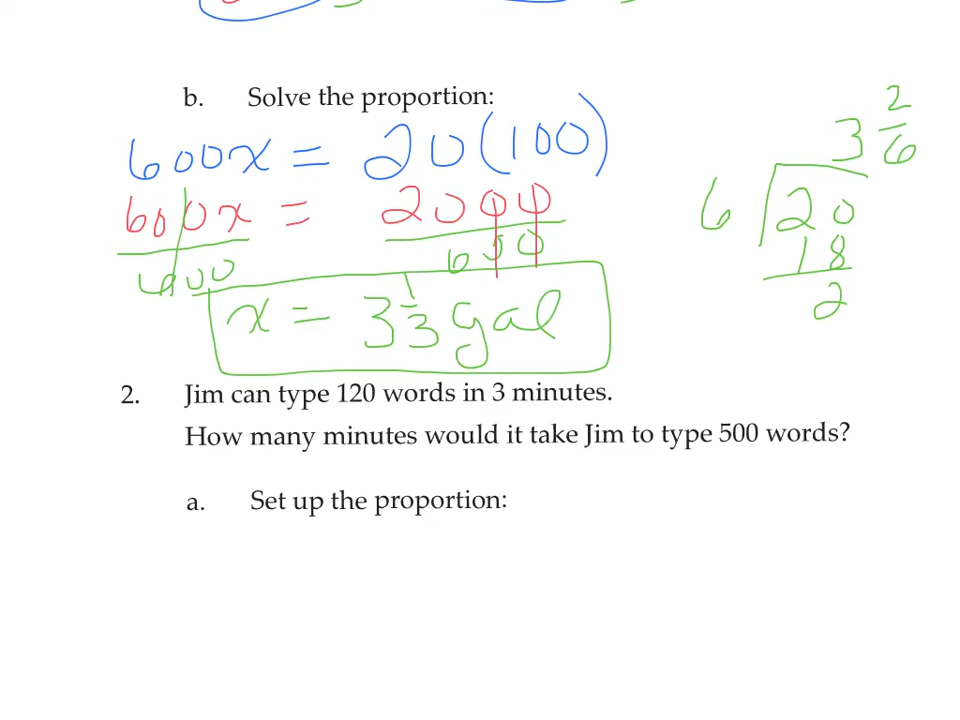 b. Solve the proportion:
600x = 20(100)
600x = 2000
600 600
x = 3 1/3 gal
3 2/6
6 20
18
2
2. Jim can type 120 words in 3 minutes.
How many minutes would it take Jim to type 500 words?
a. Set up the proportion: